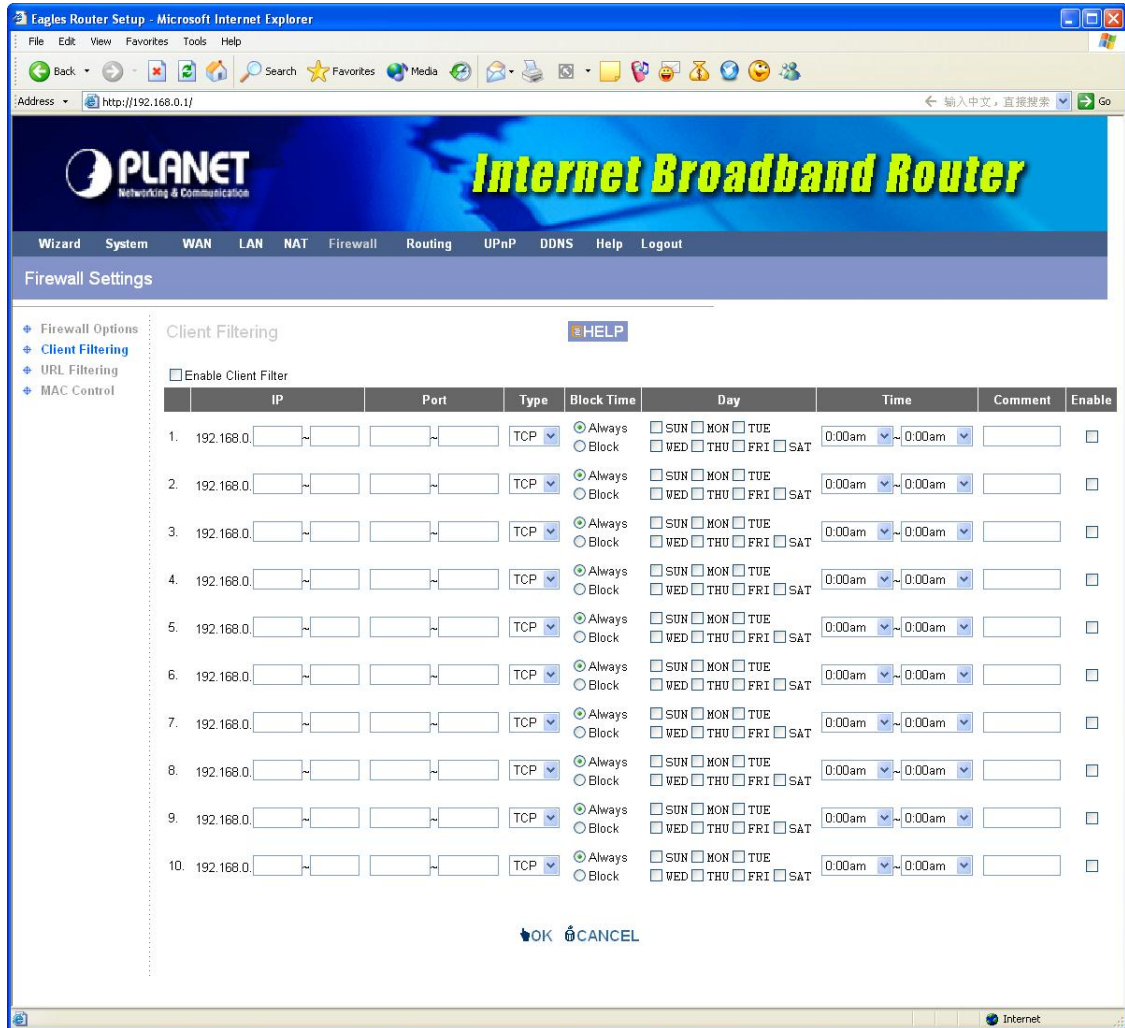 Eagles Router Setup - Microsoft Internet Explorer
File Edit View Favorites Tools Help
Back Search Favorites Media
Address http://192.168.0.1/ 输入中文，直接搜索 Go
PLANET
Networking & Communication
Internet Broadband Router
Wizard System WAN LAN NAT Firewall Routing UPnP DDNS Help Logout
Firewall Settings
Firewall Options
Client Filtering
URL Filtering
MAC Control
Client Filtering
HELP
Enable Client Filter
IP Port Type Block Time Day Time Comment Enable
1. 192.168.0. ~ ~ TCP Always SUN MON TUE 0:00am ~ 0:00am
Block WED THU FRI SAT
2. 192.168.0. ~ ~ TCP Always SUN MON TUE 0:00am ~ 0:00am
Block WED THU FRI SAT
3. 192.168.0. ~ ~ TCP Always SUN MON TUE 0:00am ~ 0:00am
Block WED THU FRI SAT
4. 192.168.0. ~ ~ TCP Always SUN MON TUE 0:00am ~ 0:00am
Block WED THU FRI SAT
5. 192.168.0. ~ ~ TCP Always SUN MON TUE 0:00am ~ 0:00am
Block WED THU FRI SAT
6. 192.168.0. ~ ~ TCP Always SUN MON TUE 0:00am ~ 0:00am
Block WED THU FRI SAT
7. 192.168.0. ~ ~ TCP Always SUN MON TUE 0:00am ~ 0:00am
Block WED THU FRI SAT
8. 192.168.0. ~ ~ TCP Always SUN MON TUE 0:00am ~ 0:00am
Block WED THU FRI SAT
9. 192.168.0. ~ ~ TCP Always SUN MON TUE 0:00am ~ 0:00am
Block WED THU FRI SAT
10. 192.168.0. ~ ~ TCP Always SUN MON TUE 0:00am ~ 0:00am
Block WED THU FRI SAT
OK CANCEL
Internet